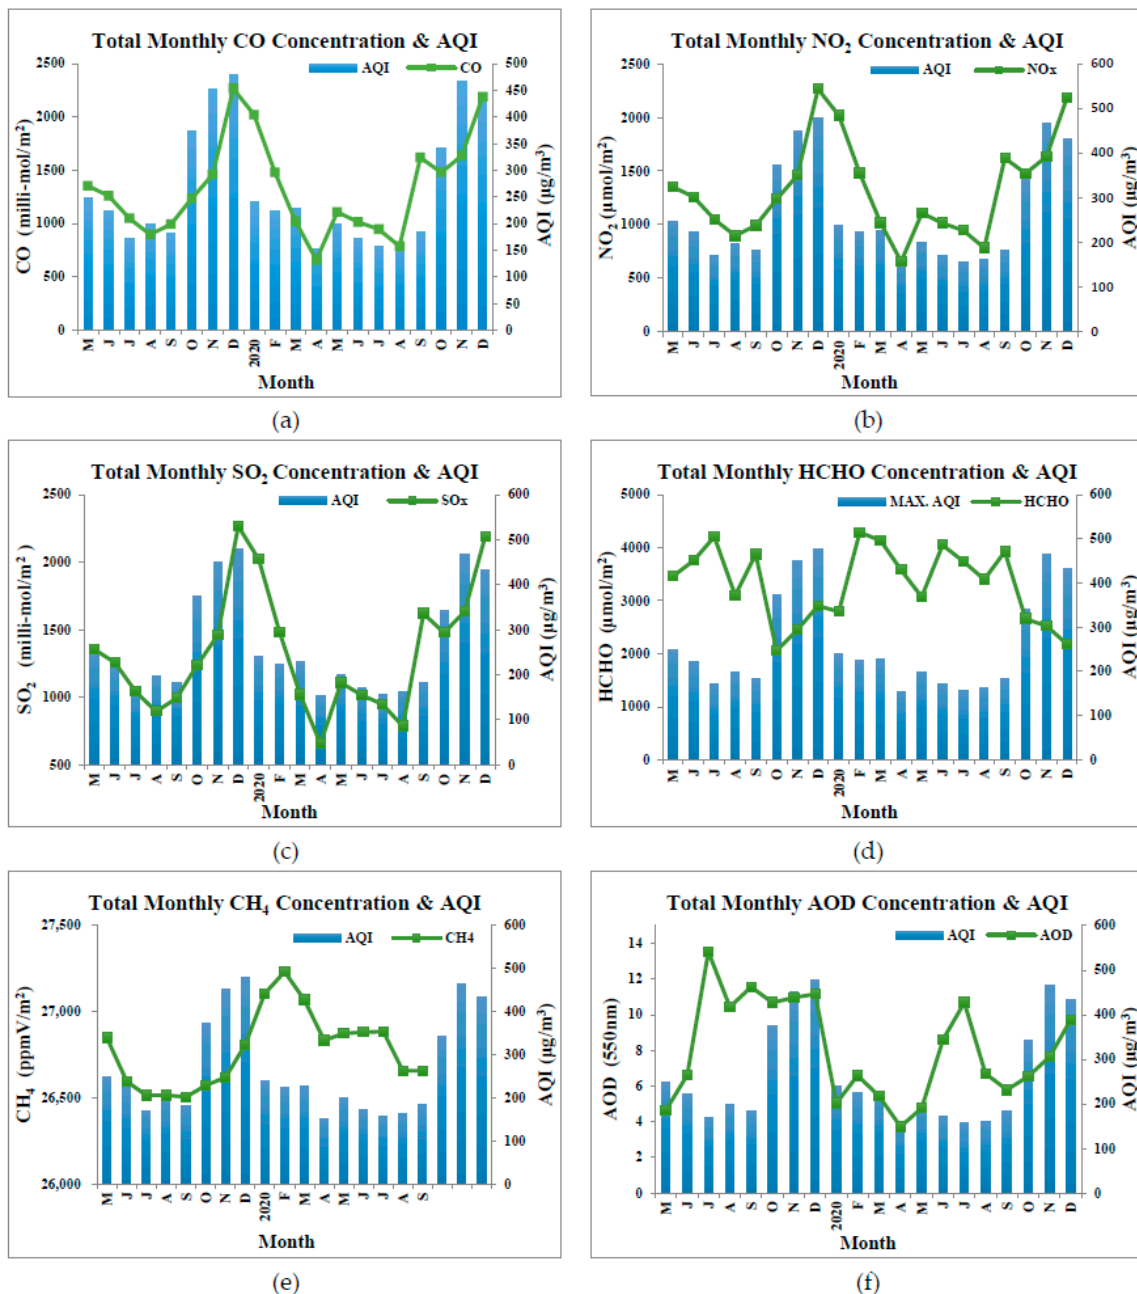 Total Monthly CO Concentration & AQI
AQI CO
CO (milli-mol/m²)
2500
2000
1500
1000
500
0
AQI (µg/m³)
500
450
400
350
300
250
200
150
100
50
0
M J J A S O N D 2020 F M A M J J A S O N D
Month
(a)
Total Monthly NO₂ Concentration & AQI
AQI NOx
NO₂ (µmol/m²)
2500
2000
1500
1000
500
0
AQI (µg/m³)
600
500
400
300
200
100
0
M J J A S O N D 2020 F M A M J J A S O N D
Month
(b)
Total Monthly SO₂ Concentration & AQI
AQI SOx
SO₂ (milli-mol/m²)
2500
2000
1500
1000
500
AQI (µg/m³)
600
500
400
300
200
100
0
M J J A S O N D 2020 F M A M J J A S O N D
Month
(c)
Total Monthly HCHO Concentration & AQI
MAX. AQI HCHO
HCHO (µmol/m²)
5000
4000
3000
2000
1000
0
AQI (µg/m³)
600
500
400
300
200
100
0
M J J A S O N D 2020 F M A M J J A S O N D
Month
(d)
Total Monthly CH₄ Concentration & AQI
AQI CH4
CH₄ (ppmV/m²)
27,500
27,000
26,500
26,000
AQI (µg/m³)
600
500
400
300
200
100
0
M J J A S O N D 2020 F M A M J J A S
Month
(e)
Total Monthly AOD Concentration & AQI
AQI AOD
AOD (550nm)
14
12
10
8
6
4
2
0
AQI (µg/m³)
600
500
400
300
200
100
0
M J J A S O N D 2020 F M A M J J A S O N D
Month
(f)